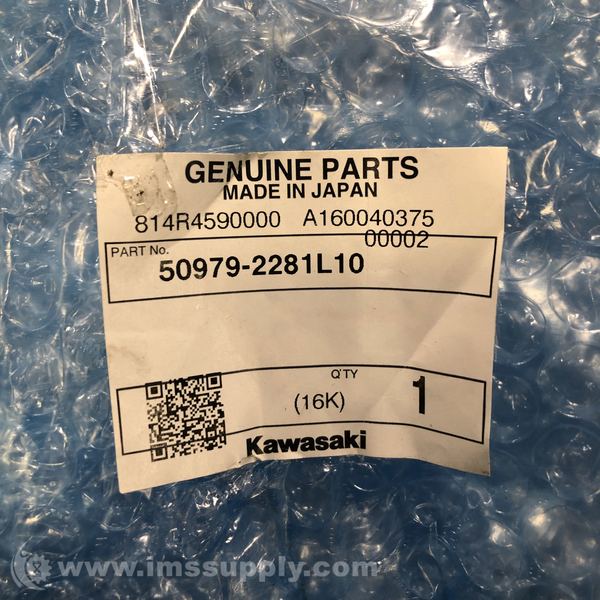 GENUINE PARTS
MADE IN JAPAN
814R4590000 A160040375
00002
PART No.
50979-2281L10
Q'TY
(16K) 1
Kawasaki
www.imssupply.com